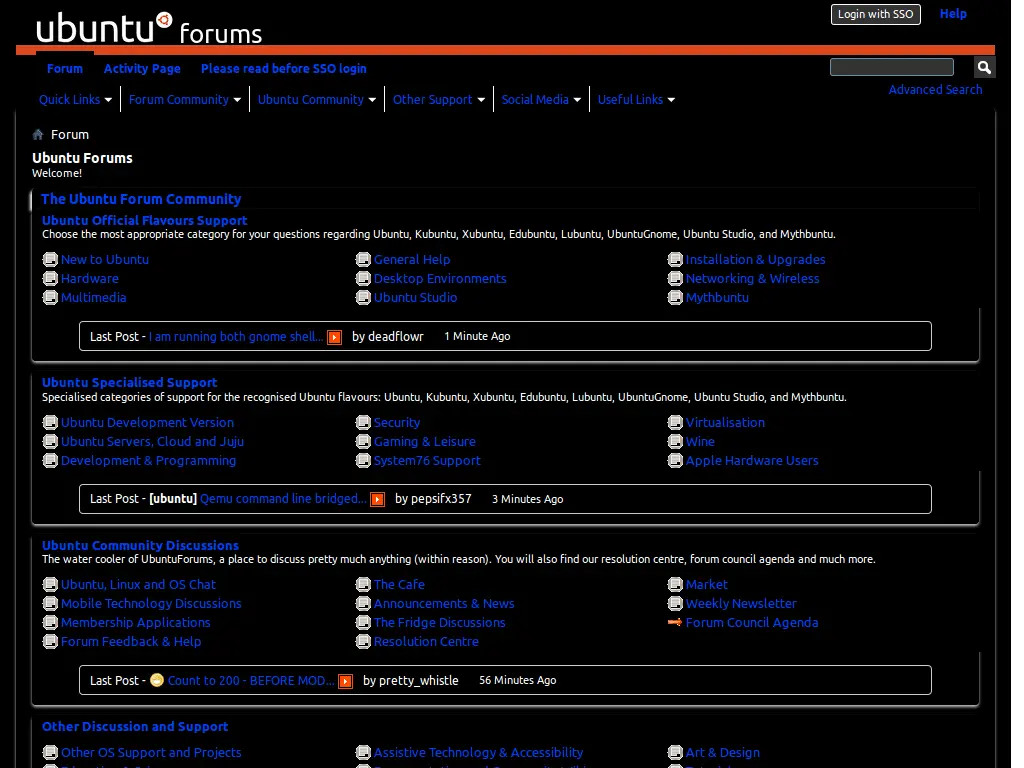 ubuntu forums
Login with SSO Help
Forum Activity Page Please read before SSO login
Quick Links Forum Community Ubuntu Community Other Support Social Media Useful Links
Advanced Search
Forum
Ubuntu Forums
Welcome!
The Ubuntu Forum Community
Ubuntu Official Flavours Support
Choose the most appropriate category for your questions regarding Ubuntu, Kubuntu, Xubuntu, Edubuntu, Lubuntu, UbuntuGnome, Ubuntu Studio, and Mythbuntu.
New to Ubuntu General Help Installation & Upgrades
Hardware Desktop Environments Networking & Wireless
Multimedia Ubuntu Studio Mythbuntu
Last Post - I am running both gnome shell... by deadflowr 1 Minute Ago
Ubuntu Specialised Support
Specialised categories of support for the recognised Ubuntu flavours: Ubuntu, Kubuntu, Xubuntu, Edubuntu, Lubuntu, UbuntuGnome, Ubuntu Studio, and Mythbuntu.
Ubuntu Development Version Security Virtualisation
Ubuntu Servers, Cloud and Juju Gaming & Leisure Wine
Development & Programming System76 Support Apple Hardware Users
Last Post - [ubuntu] Qemu command line bridged... by pepsifx357 3 Minutes Ago
Ubuntu Community Discussions
The water cooler of UbuntuForums, a place to discuss pretty much anything (within reason). You will also find our resolution centre, forum council agenda and much more.
Ubuntu, Linux and OS Chat The Cafe Market
Mobile Technology Discussions Announcements & News Weekly Newsletter
Membership Applications The Fridge Discussions Forum Council Agenda
Forum Feedback & Help Resolution Centre
Last Post - Count to 200 - BEFORE MOD... by pretty_whistle 56 Minutes Ago
Other Discussion and Support
Other OS Support and Projects Assistive Technology & Accessibility Art & Design